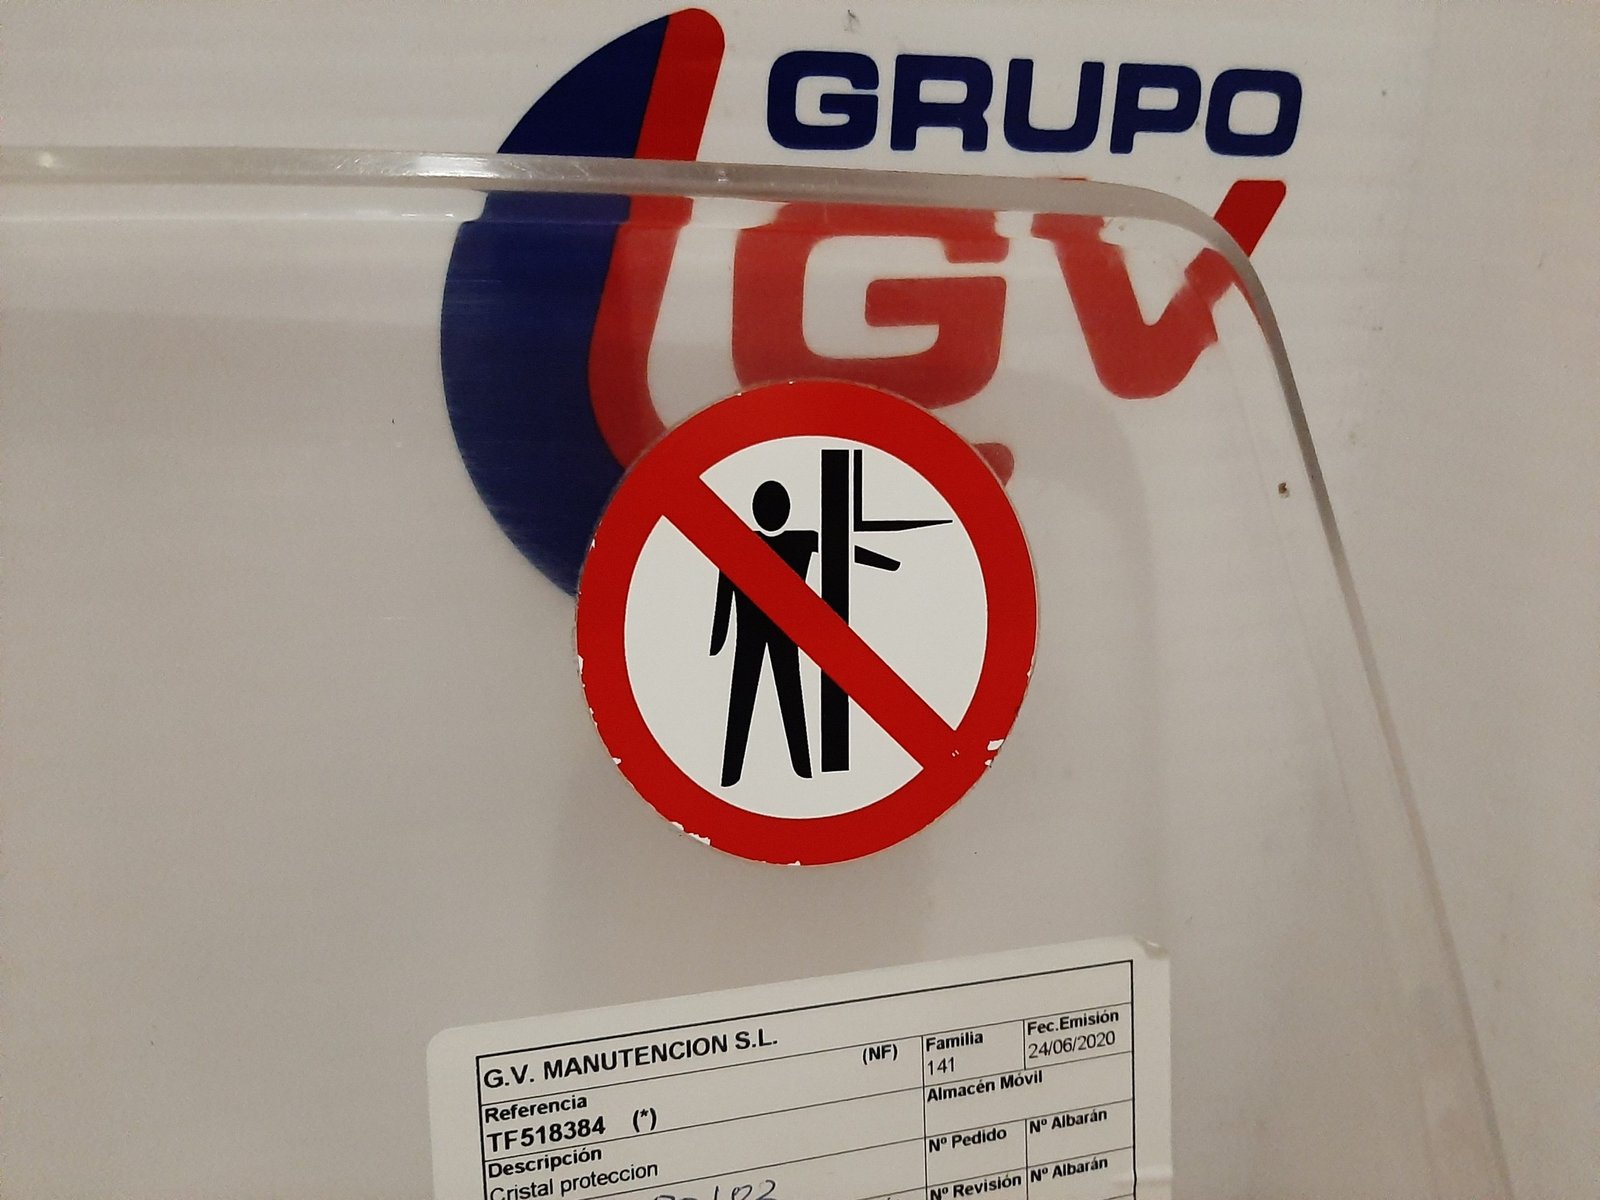 GRUPO
GV
G.V. MANUTENCION S.L.
(NF)
Familia
141
Fec.Emisión
24/06/2020
Referencia
TF518384 (*)
Almacén Móvil
Descripción
Cristal proteccion
Nº Pedido
Nº Albarán
Nº Revisión
Nº Albarán